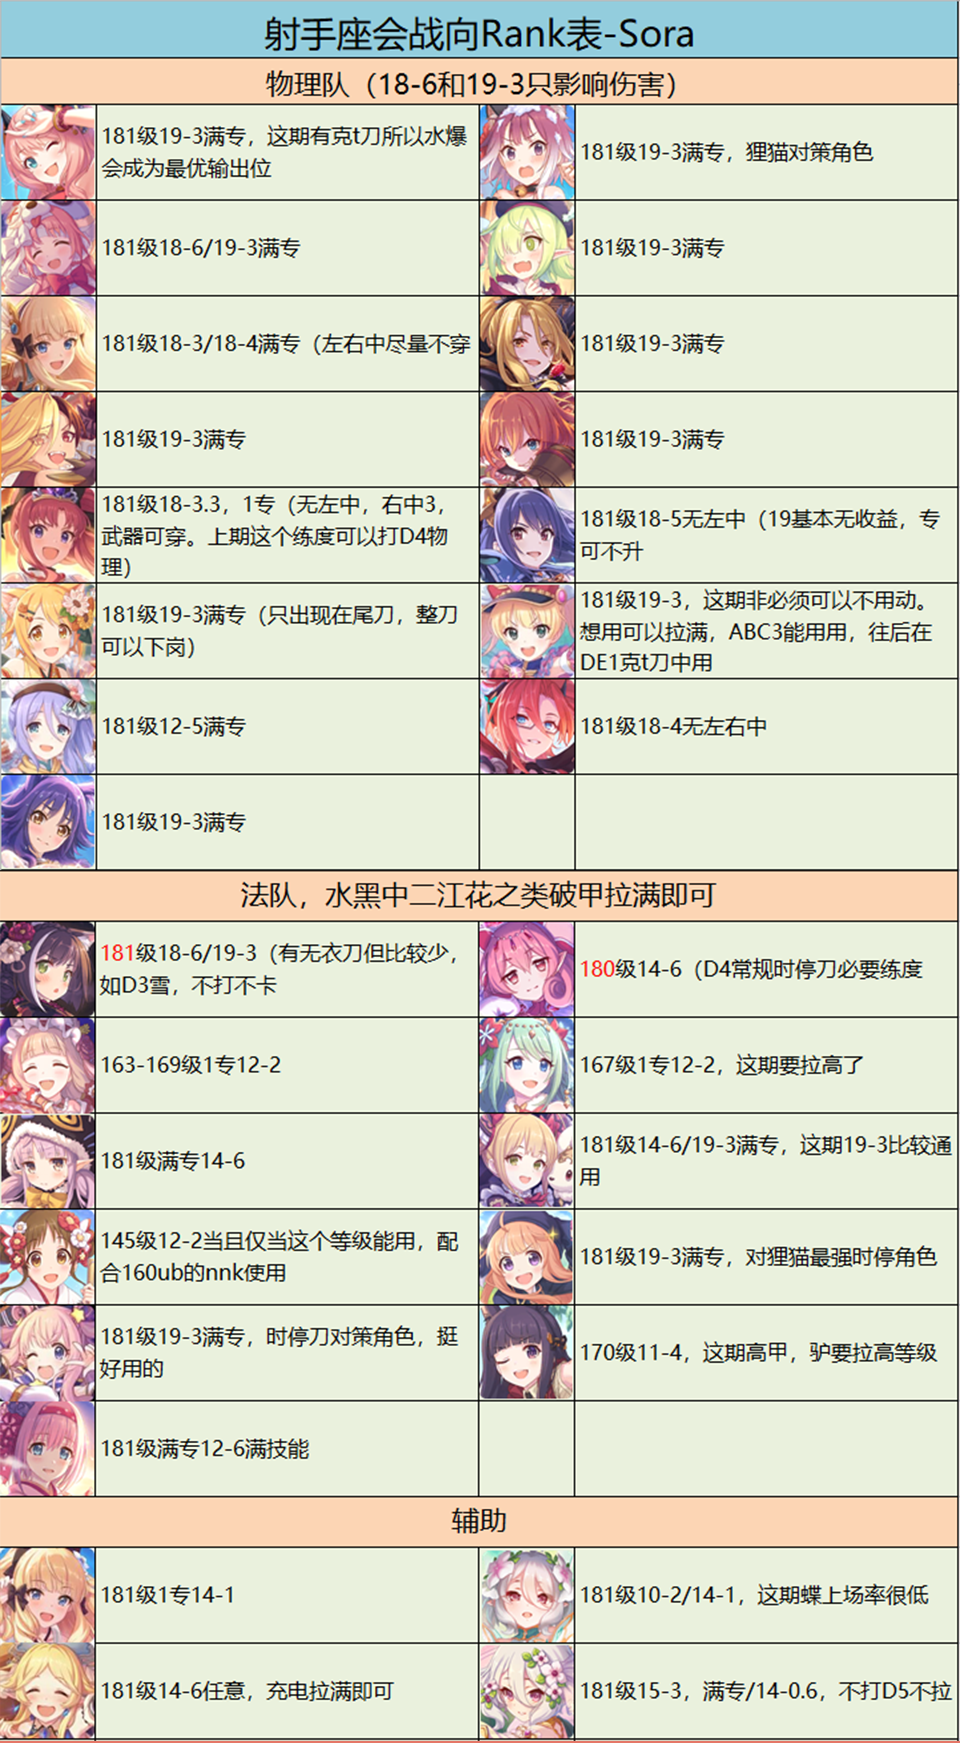 射手座会战向Rank表-Sora
物理队（18-6和19-3只影响伤害）
181级19-3满专，这期有克t刀所以水爆
会成为最优输出位
181级19-3满专，狸猫对策角色
181级18-6/19-3满专
181级19-3满专
181级18-3/18-4满专（左右中尽量不穿
181级19-3满专
181级19-3满专
181级19-3满专
181级18-3.3，1专（无左中，右中3，
武器可穿。上期这个练度可以打D4物
理）
181级18-5无左中（19基本无收益，专
可不升
181级19-3满专（只出现在尾刀，整刀
可以下岗）
181级19-3，这期非必须可以不用动。
想用可以拉满，ABC3能用用，往后在
DE1克t刀中用
181级12-5满专
181级18-4无左右中
181级19-3满专
法队，水黑中二江花之类破甲拉满即可
181级18-6/19-3（有无衣刀但比较少，
如D3雪，不打不卡
180级14-6（D4常规时停刀必要练度
163-169级1专12-2
167级1专12-2，这期要拉高了
181级满专14-6
181级14-6/19-3满专，这期19-3比较通
用
145级12-2当且仅当这个等级能用，配
合160ub的nnk使用
181级19-3满专，对狸猫最强时停角色
181级19-3满专，时停刀对策角色，挺
好用的
170级11-4，这期高甲，驴要拉高等级
181级满专12-6满技能
辅助
181级1专14-1
181级10-2/14-1，这期蝶上场率很低
181级14-6任意，充电拉满即可
181级15-3，满专/14-0.6，不打D5不拉